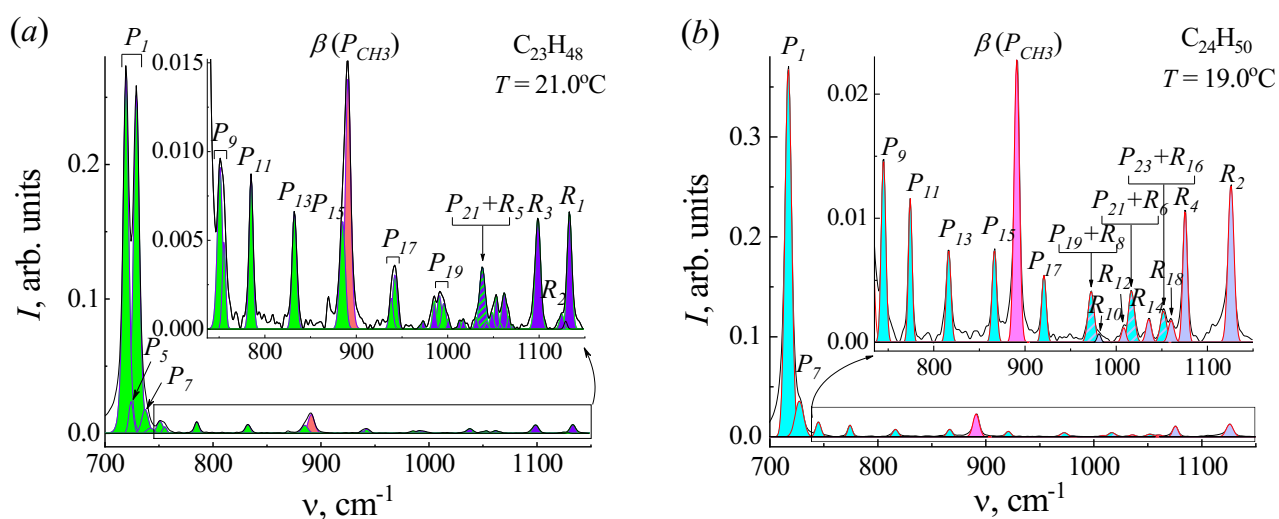 (a)
P1
β (PCH3)
C23H48
T = 21.0ºC
0.015
0.010
0.005
0.000
P9
P11
P13
P15
P17
P19
P21+R5
R3
R1
R2
800
900
1000
1100
I, arb. units
0.2
0.1
0.0
P5
P7
700
800
900
1000
1100
ν, cm-1
(b)
P1
β (PCH3)
C24H50
T = 19.0ºC
0.02
0.01
0.00
P9
P11
P13
P15
P17
P19+R8
P21+R6
P23+R16
R10
R12
R14
R18
R4
R2
800
900
1000
1100
I, arb. units
0.3
0.2
0.1
0.0
P7
700
800
900
1000
1100
ν, cm-1